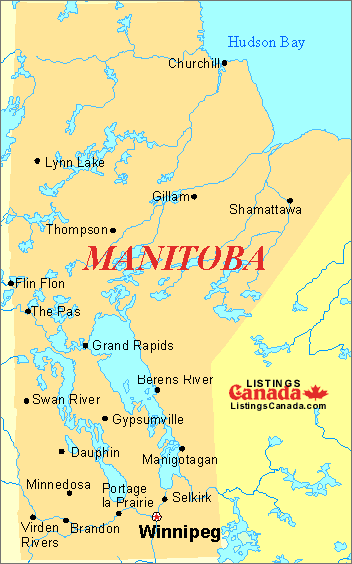 Hudson Bay
Churchill
Lynn Lake
Gillam
Shamattawa
Thompson
MANITOBA
Flin Flon
The Pas
Grand Rapids
Berens River
LISTINGS
Canada
ListingsCanada.com
Swan River
Gypsumville
Dauphin
Manigotagan
Minnedosa
Portage
la Prairie
Selkirk
Virden
Rivers
Brandon
Winnipeg